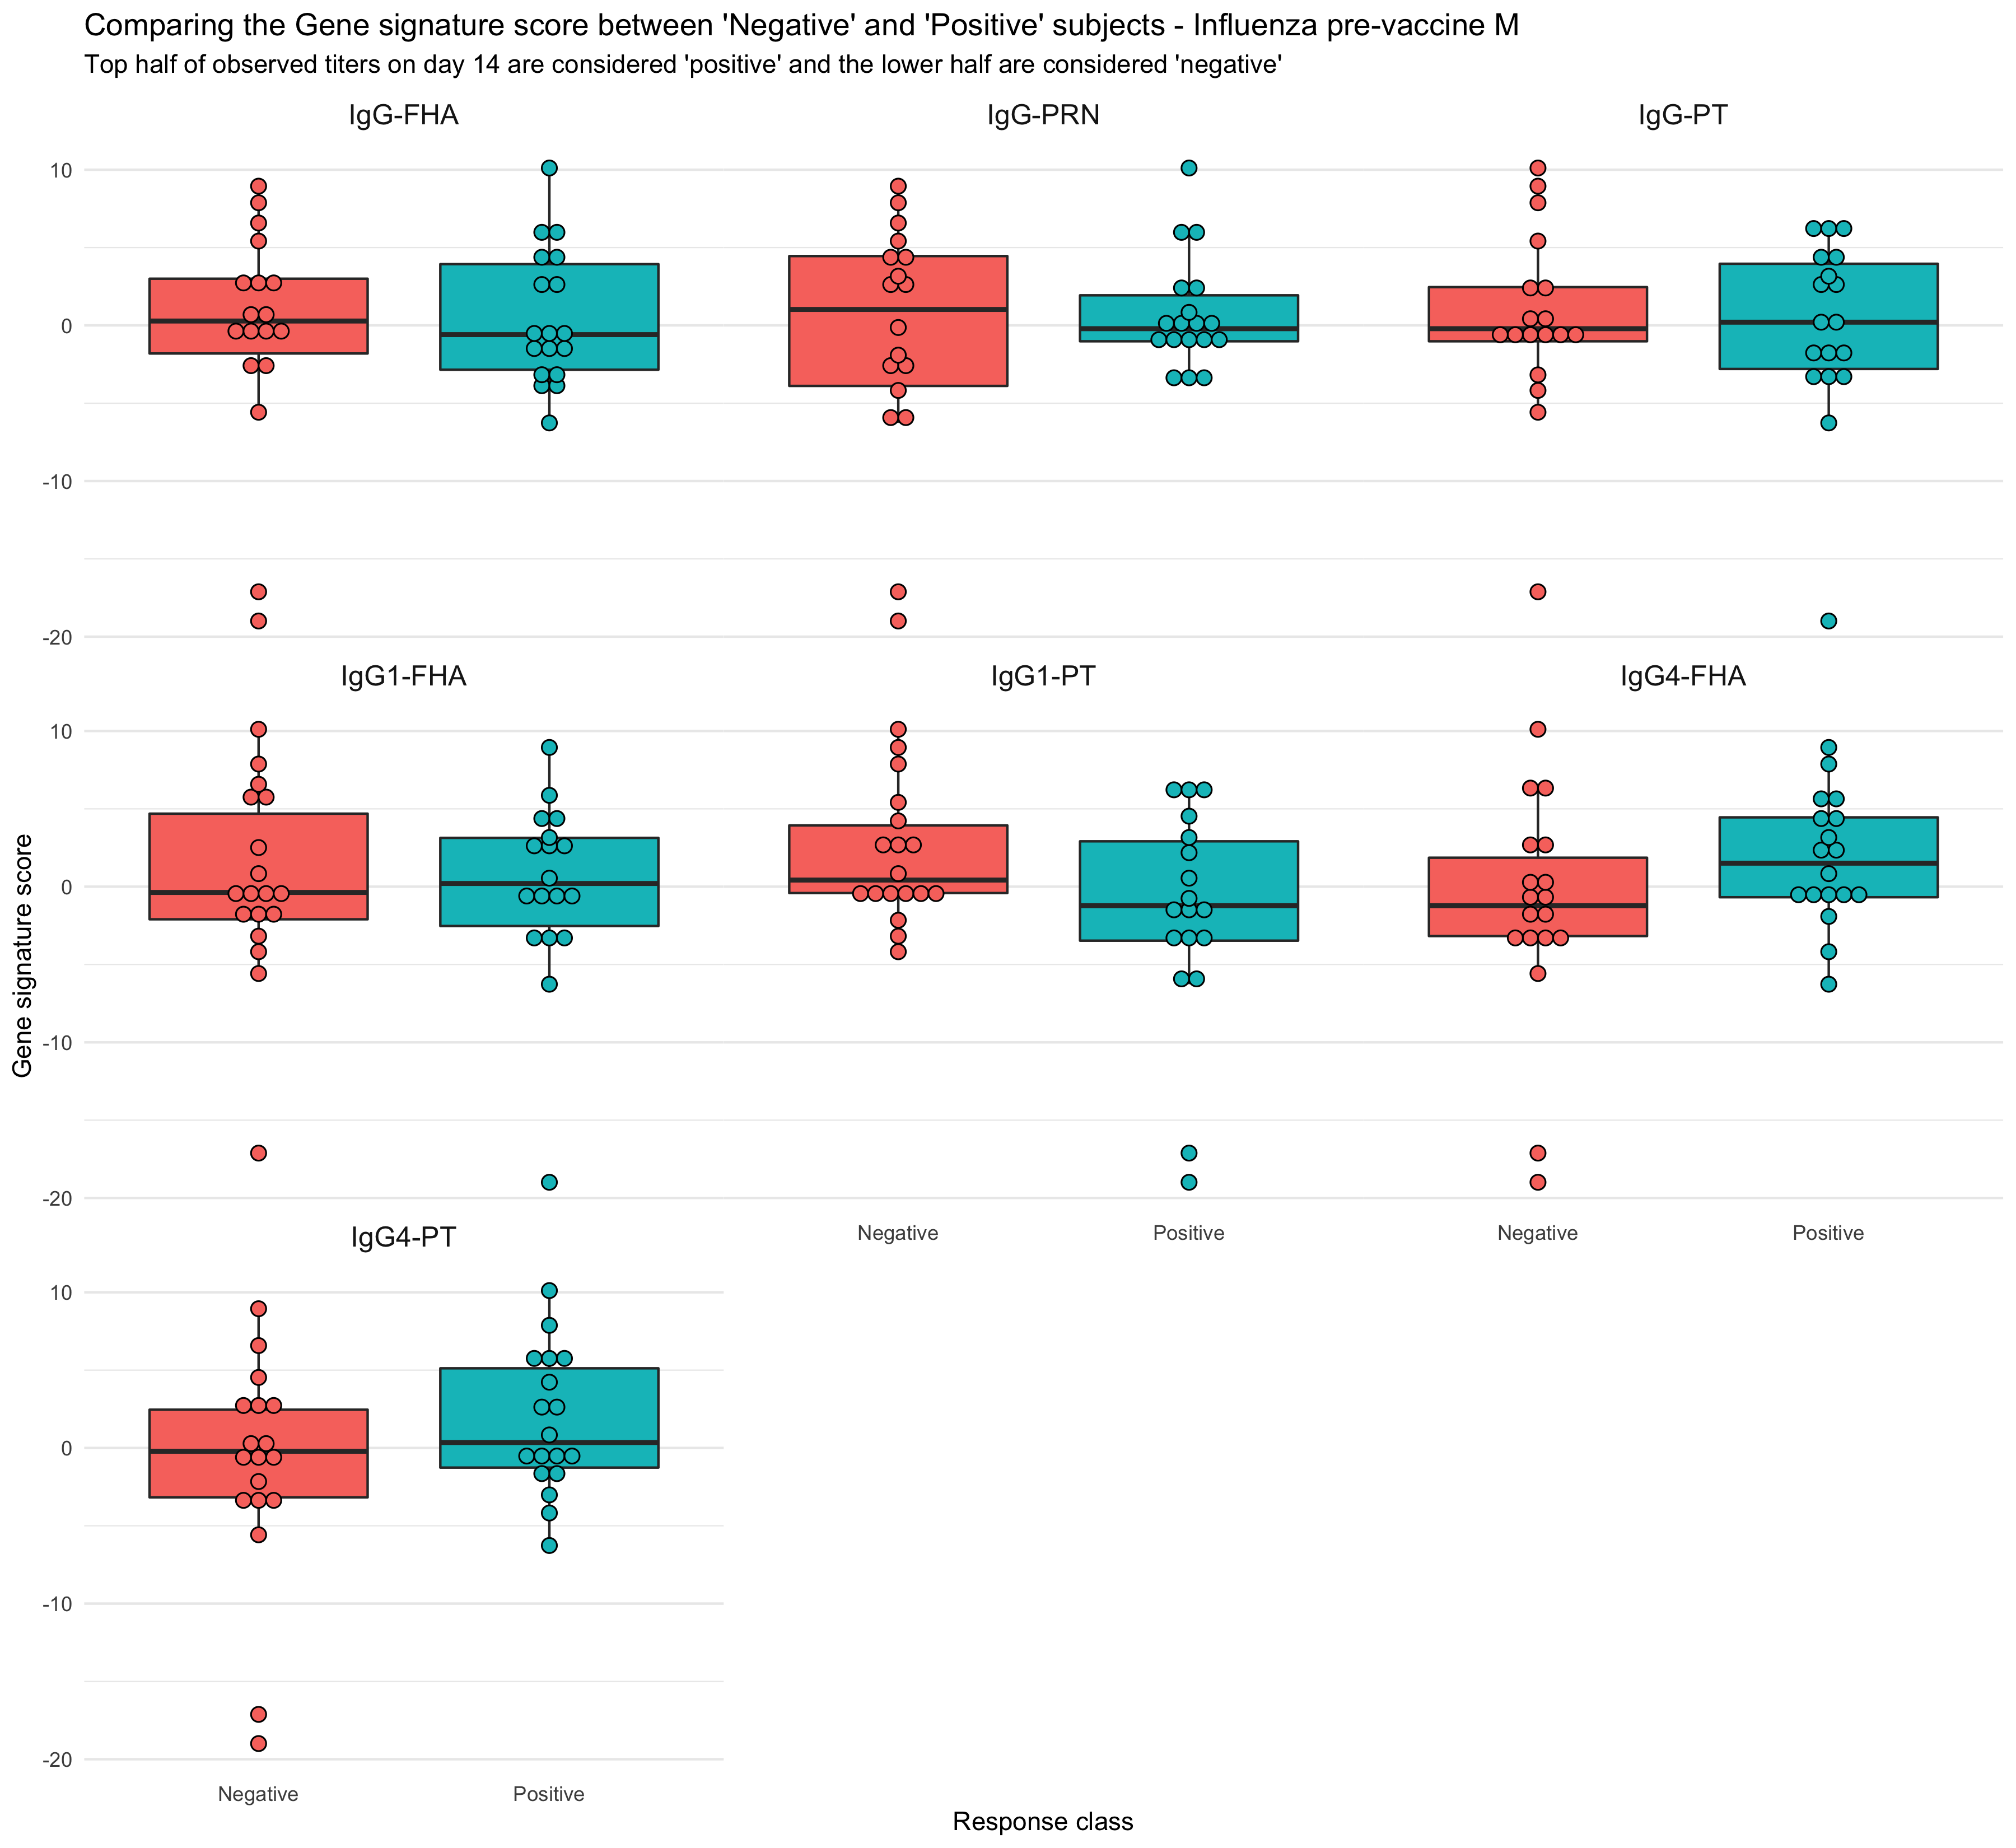 Comparing the Gene signature score between 'Negative' and 'Positive' subjects - Influenza pre-vaccine M
Top half of observed titers on day 14 are considered 'positive' and the lower half are considered 'negative'
IgG-FHA
IgG-PRN
IgG-PT
10
0
-10
-20
IgG1-FHA
IgG1-PT
IgG4-FHA
10
0
-10
-20
Gene signature score
Negative
Positive
Negative
Positive
IgG4-PT
10
0
-10
-20
Negative
Positive
Response class